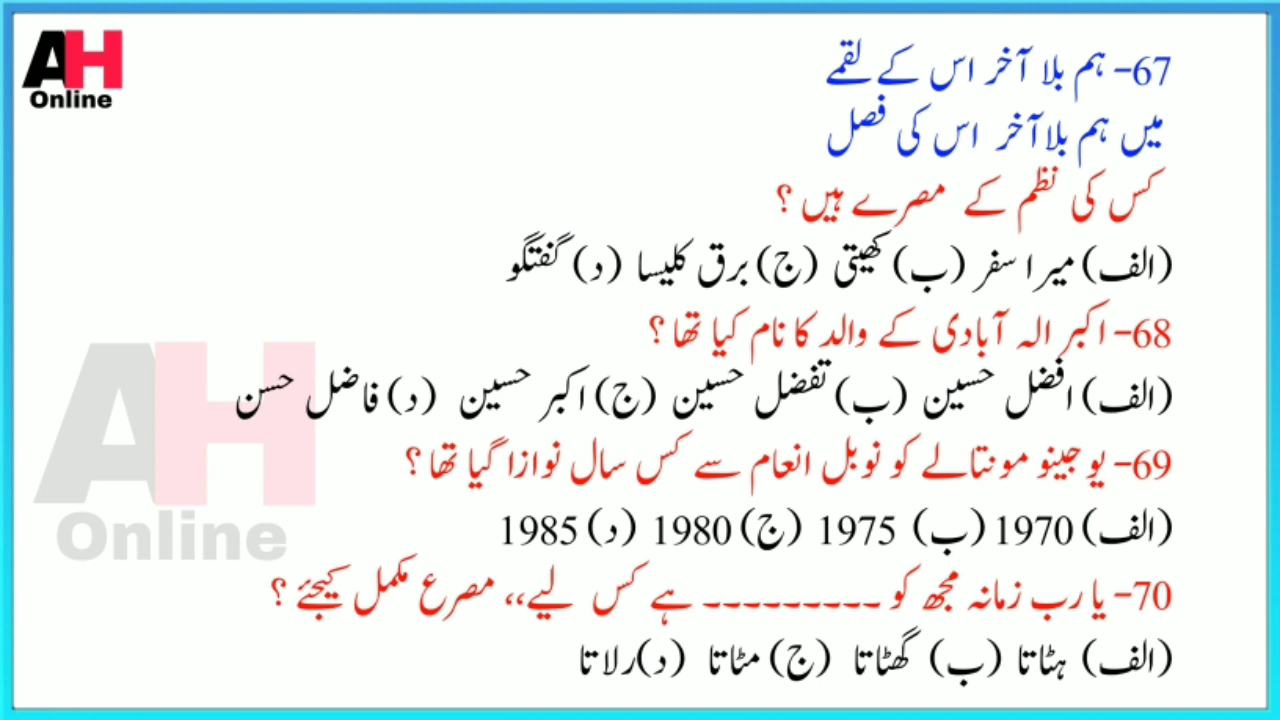 AH
Online
67- ہم بلا آخر اس کے لقمے
میں ہم بلا آخر اس کی فصل
کس کی نظم کے مصرے ہیں ؟
(الف) میرا سفر (ب) کھیتی (ج) برق کلیسا (د) گفتگو
68- اکبر الہ آبادی کے والد کا نام کیا تھا ؟
(الف) افضل حسین (ب) تفضل حسین (ج) اکبر حسین (د) فاضل حسن
69- یوجینو مونتالے کو نوبل انعام سے کس سال نوازا گیا تھا ؟
(الف) 1970 (ب) 1975 (ج) 1980 (د) 1985
70- یا رب زمانہ مجھ کو ---------- ہے کس لیے،، مصرع مکمل کیجئے ؟
(الف) ہٹاتا (ب) گھٹاتا (ج) مٹاتا (د) رلاتا
AH
Online